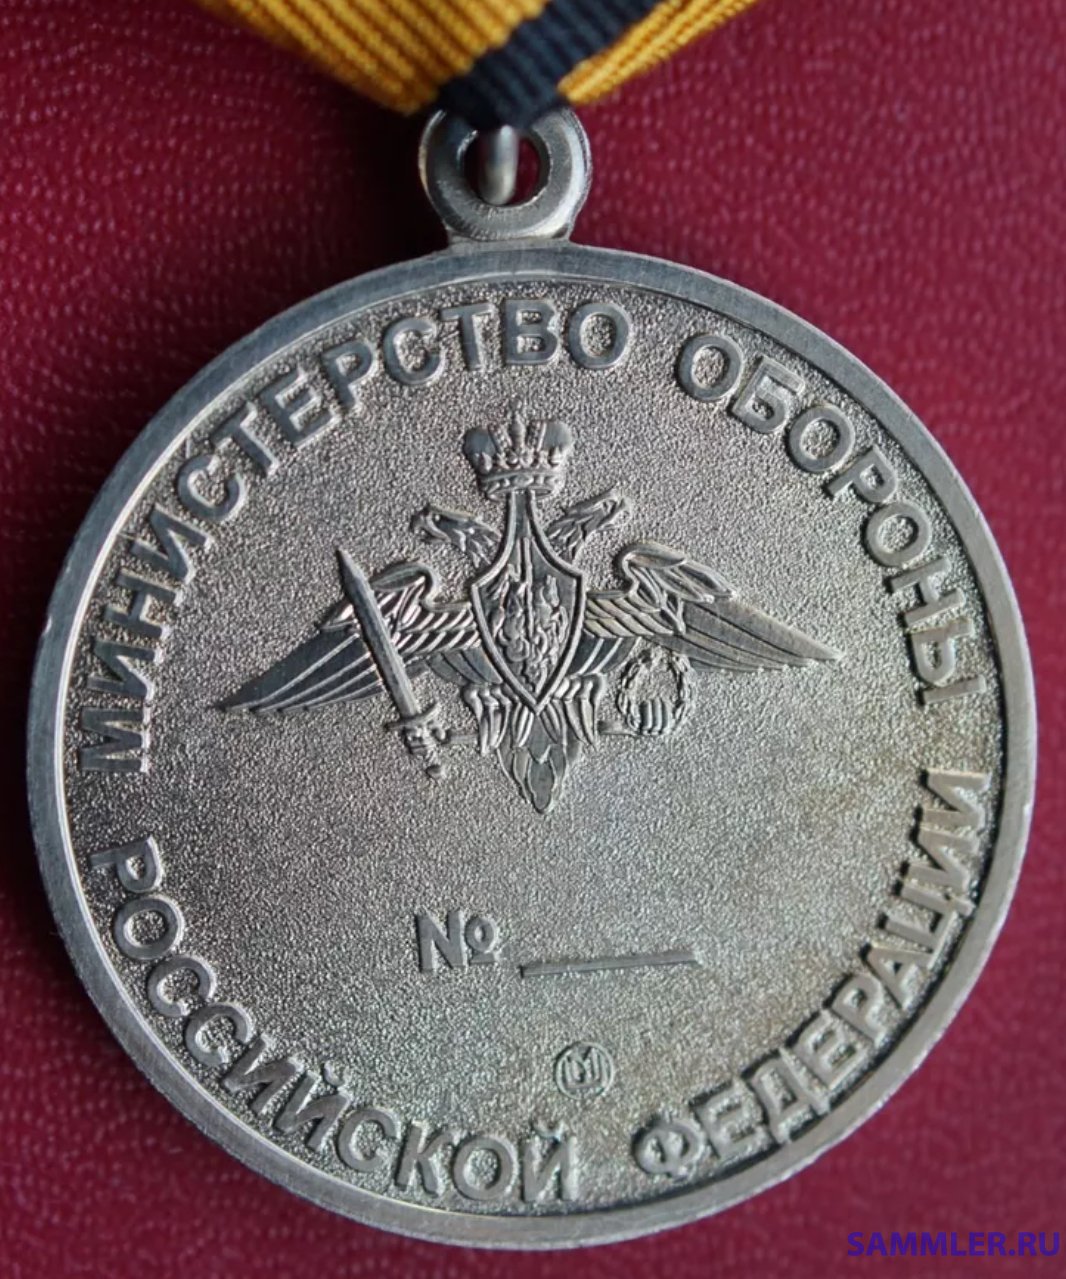 МИНИСТЕРСТВО ОБОРОНЫ
РОССИЙСКОЙ ФЕДЕРАЦИИ
№
SAMMLER.RU